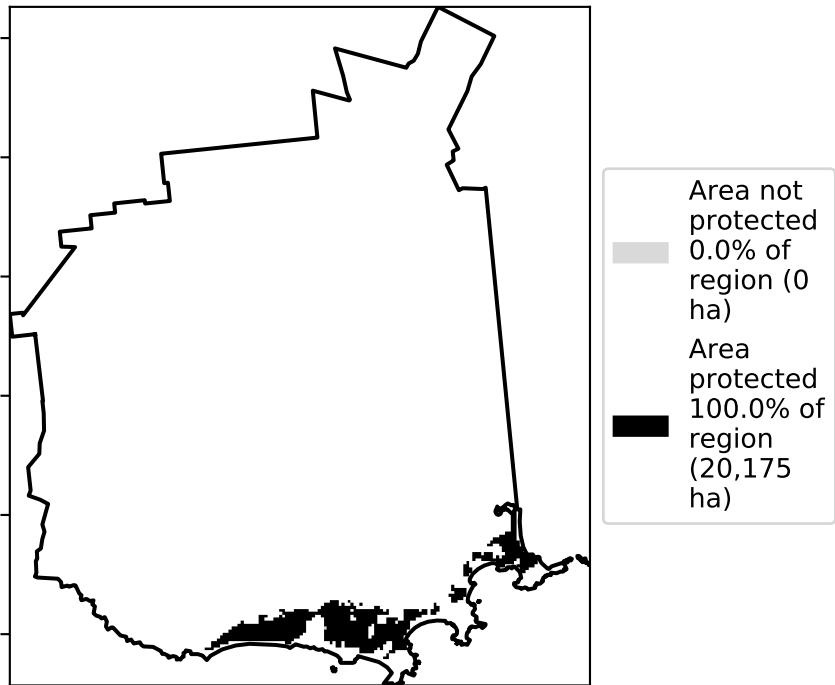 Area not
protected
0.0% of
region (0
ha)
Area
protected
100.0% of
region
(20,175
ha)